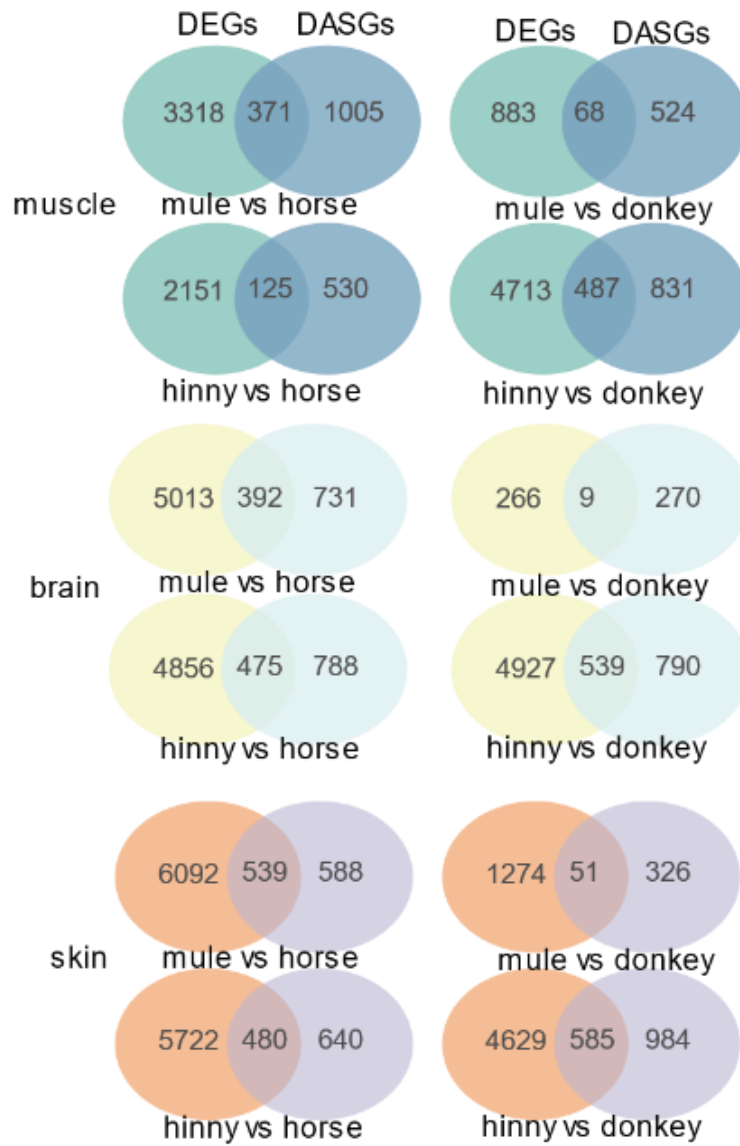 DEGs DASGs DEGs DASGs
3318 371 1005 883 68 524
muscle mule vs horse mule vs donkey
2151 125 530 4713 487 831
hinny vs horse hinny vs donkey
5013 392 731 266 9 270
brain mule vs horse mule vs donkey
4856 475 788 4927 539 790
hinny vs horse hinny vs donkey
6092 539 588 1274 51 326
skin mule vs horse mule vs donkey
5722 480 640 4629 585 984
hinny vs horse hinny vs donkey